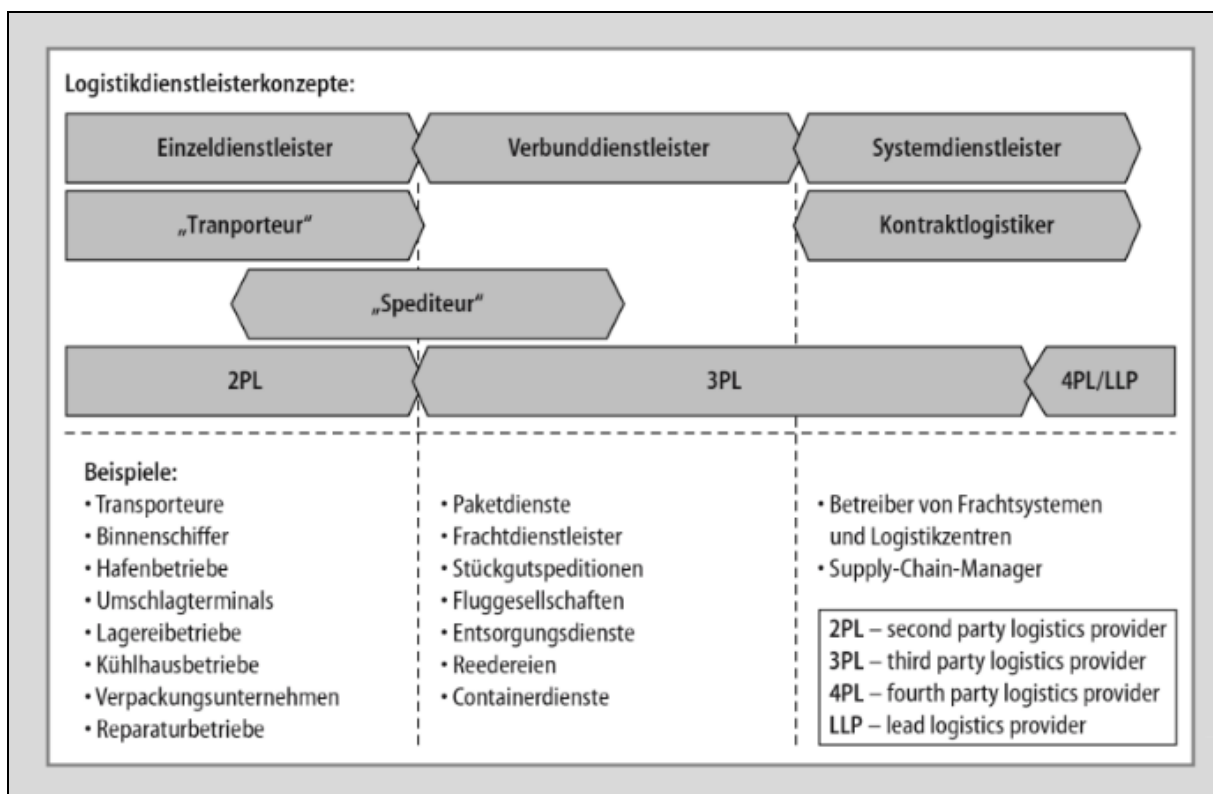 Logistikdienstleisterkonzepte:
Einzeldienstleister
Verbunddienstleister
Systemdienstleister
„Tranporteur“
Kontraktlogistiker
„Spediteur“
2PL
3PL
4PL/LLP
Beispiele:
• Transporteure
• Binnenschiffer
• Hafenbetriebe
• Umschlagterminals
• Lagereibetriebe
• Kühlhausbetriebe
• Verpackungsunternehmen
• Reparaturbetriebe
• Paketdienste
• Frachtdienstleister
• Stückgutspeditionen
• Fluggesellschaften
• Entsorgungsdienste
• Reedereien
• Containerdienste
• Betreiber von Frachtsystemen
und Logistikzentren
• Supply-Chain-Manager
2PL – second party logistics provider
3PL – third party logistics provider
4PL – fourth party logistics provider
LLP – lead logistics provider